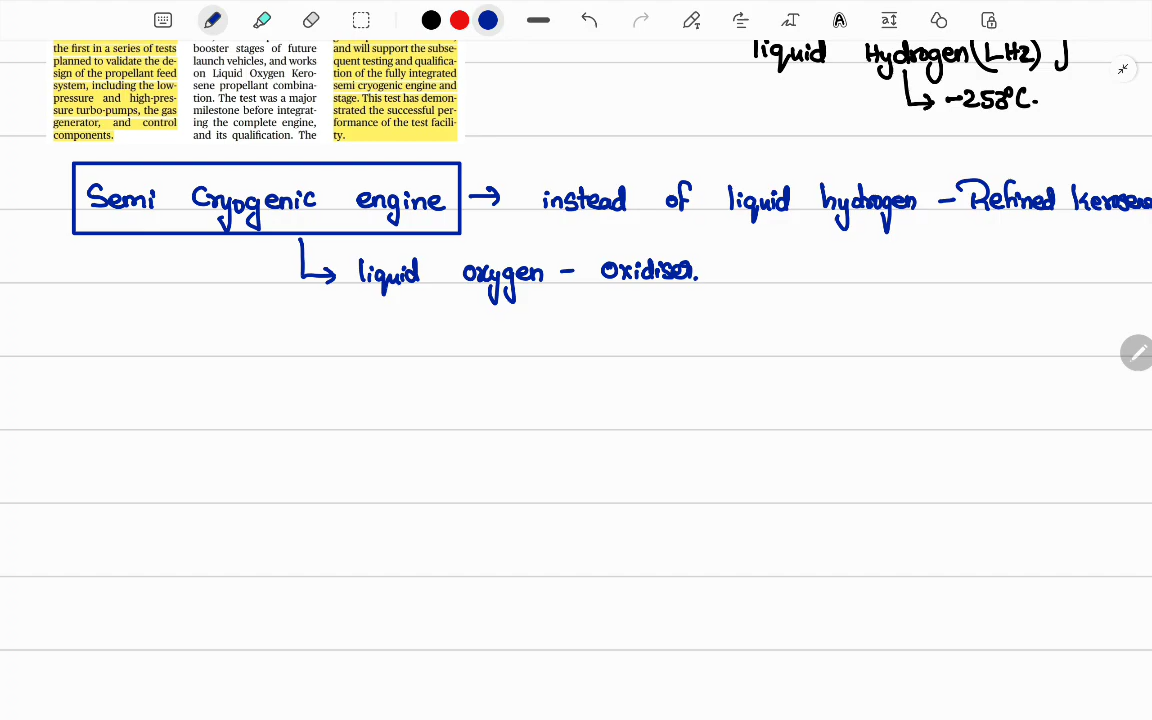 the first in a series of tests
planned to validate the de-
sign of the propellant feed
system, including the low-
pressure and high-pres-
sure turbo-pumps, the gas
generator, and control
components.
booster stages of future
launch vehicles, and works
on Liquid Oxygen Kero-
sene propellant combina-
tion. The test was a major
milestone before integrat-
ing the complete engine,
and its qualification. The
and will support the subse-
quent testing and qualifica-
tion of the fully integrated
semi cryogenic engine and
stage. This test has demon-
strated the successful per-
formance of the test facili-
ty.
liquid Hydrogen (LH2)
→ -253°C.
Semi Cryogenic engine → instead of liquid hydrogen - Refined Kerosene
→ liquid oxygen - Oxidiser.